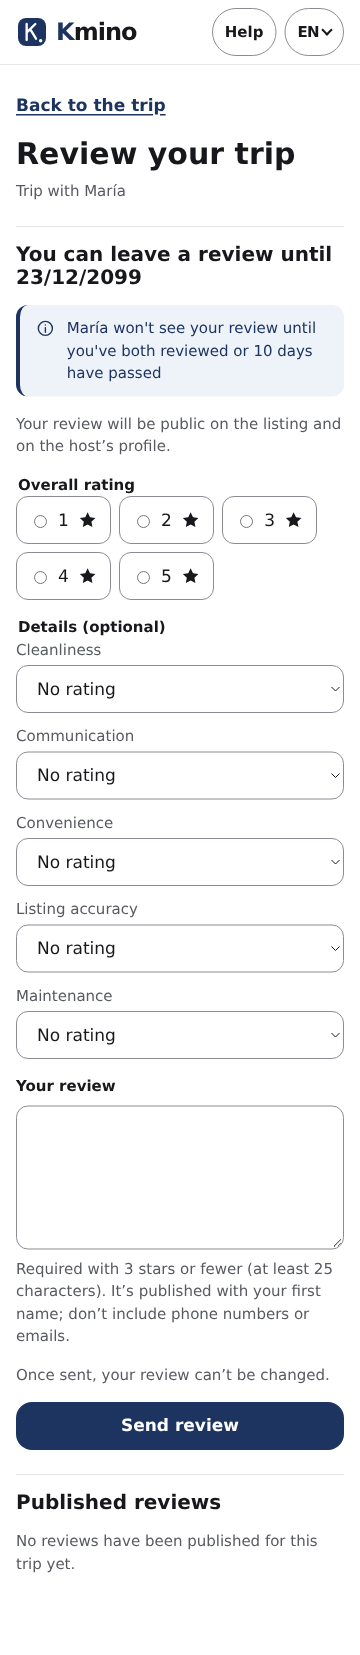 Kmino
Help
EN
Back to the trip
Review your trip
Trip with María
You can leave a review until
23/12/2099
María won't see your review until
you've both reviewed or 10 days
have passed
Your review will be public on the listing and
on the host’s profile.
Overall rating
1 ★
2 ★
3 ★
4 ★
5 ★
Details (optional)
Cleanliness
No rating
Communication
No rating
Convenience
No rating
Listing accuracy
No rating
Maintenance
No rating
Your review
Required with 3 stars or fewer (at least 25
characters). It’s published with your first
name; don’t include phone numbers or
emails.
Once sent, your review can’t be changed.
Send review
Published reviews
No reviews have been published for this
trip yet.